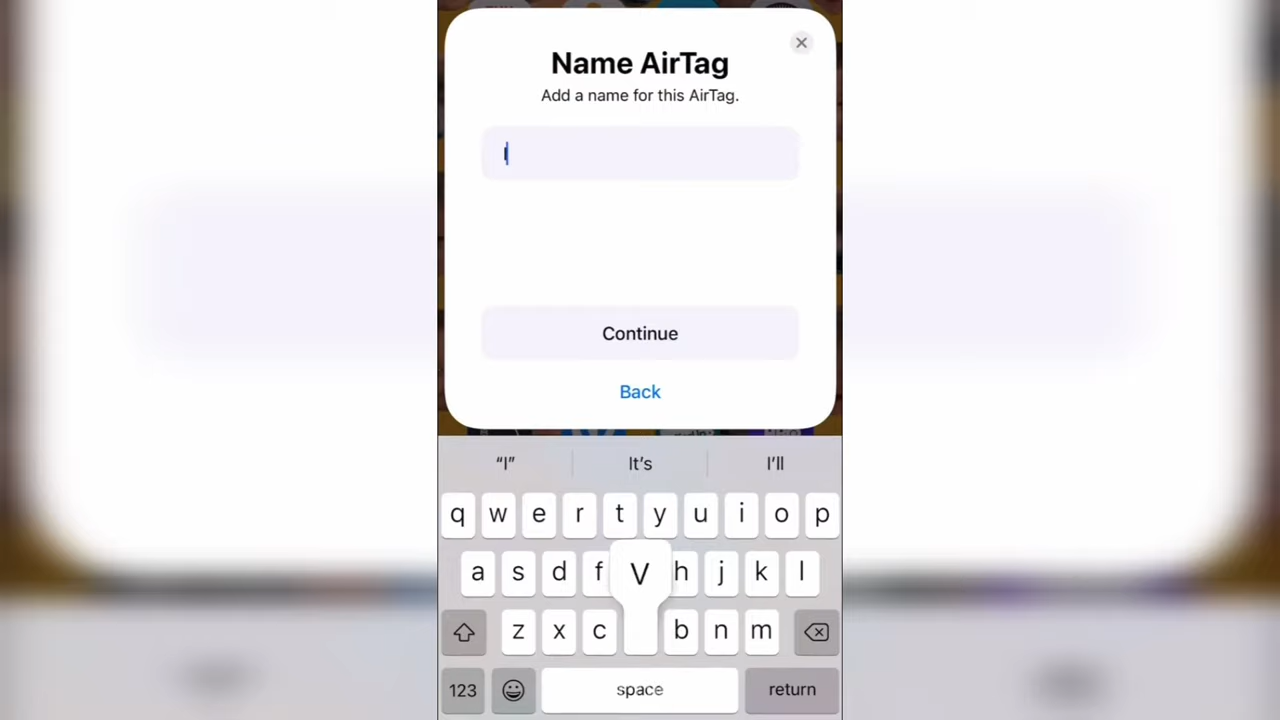 Name AirTag
Add a name for this AirTag.
I
Continue
Back
“I” It’s I’ll
q w e r t y u i o p
a s d f V h j k l
z x c b n m
123 space return